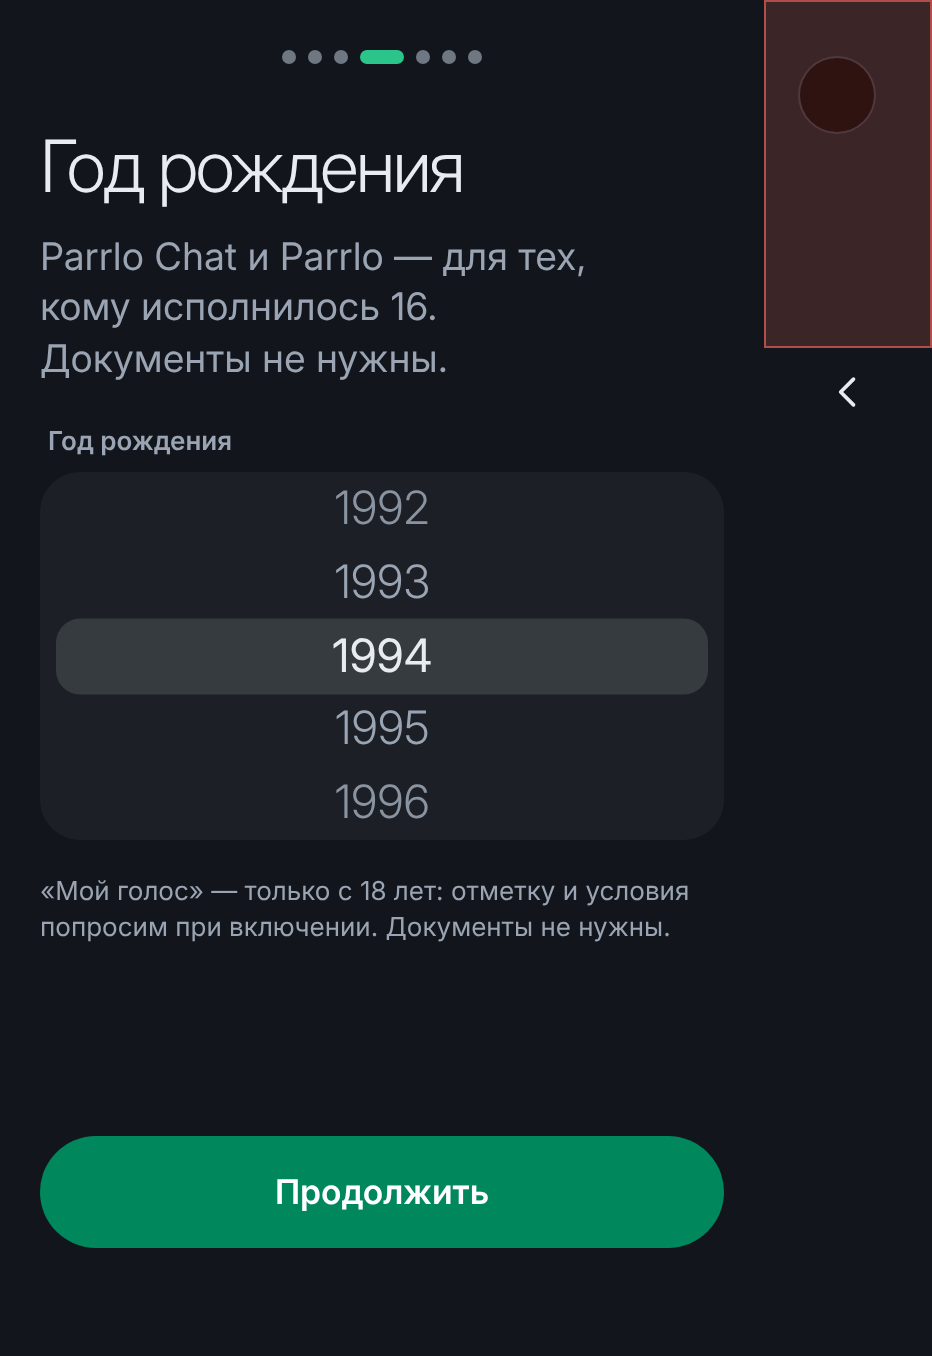 Год рождения
Parrlo Chat и Parrlo — для тех,
кому исполнилось 16.
Документы не нужны.
Год рождения
1992
1993
1994
1995
1996
«Мой голос» — только с 18 лет: отметку и условия
попросим при включении. Документы не нужны.
Продолжить